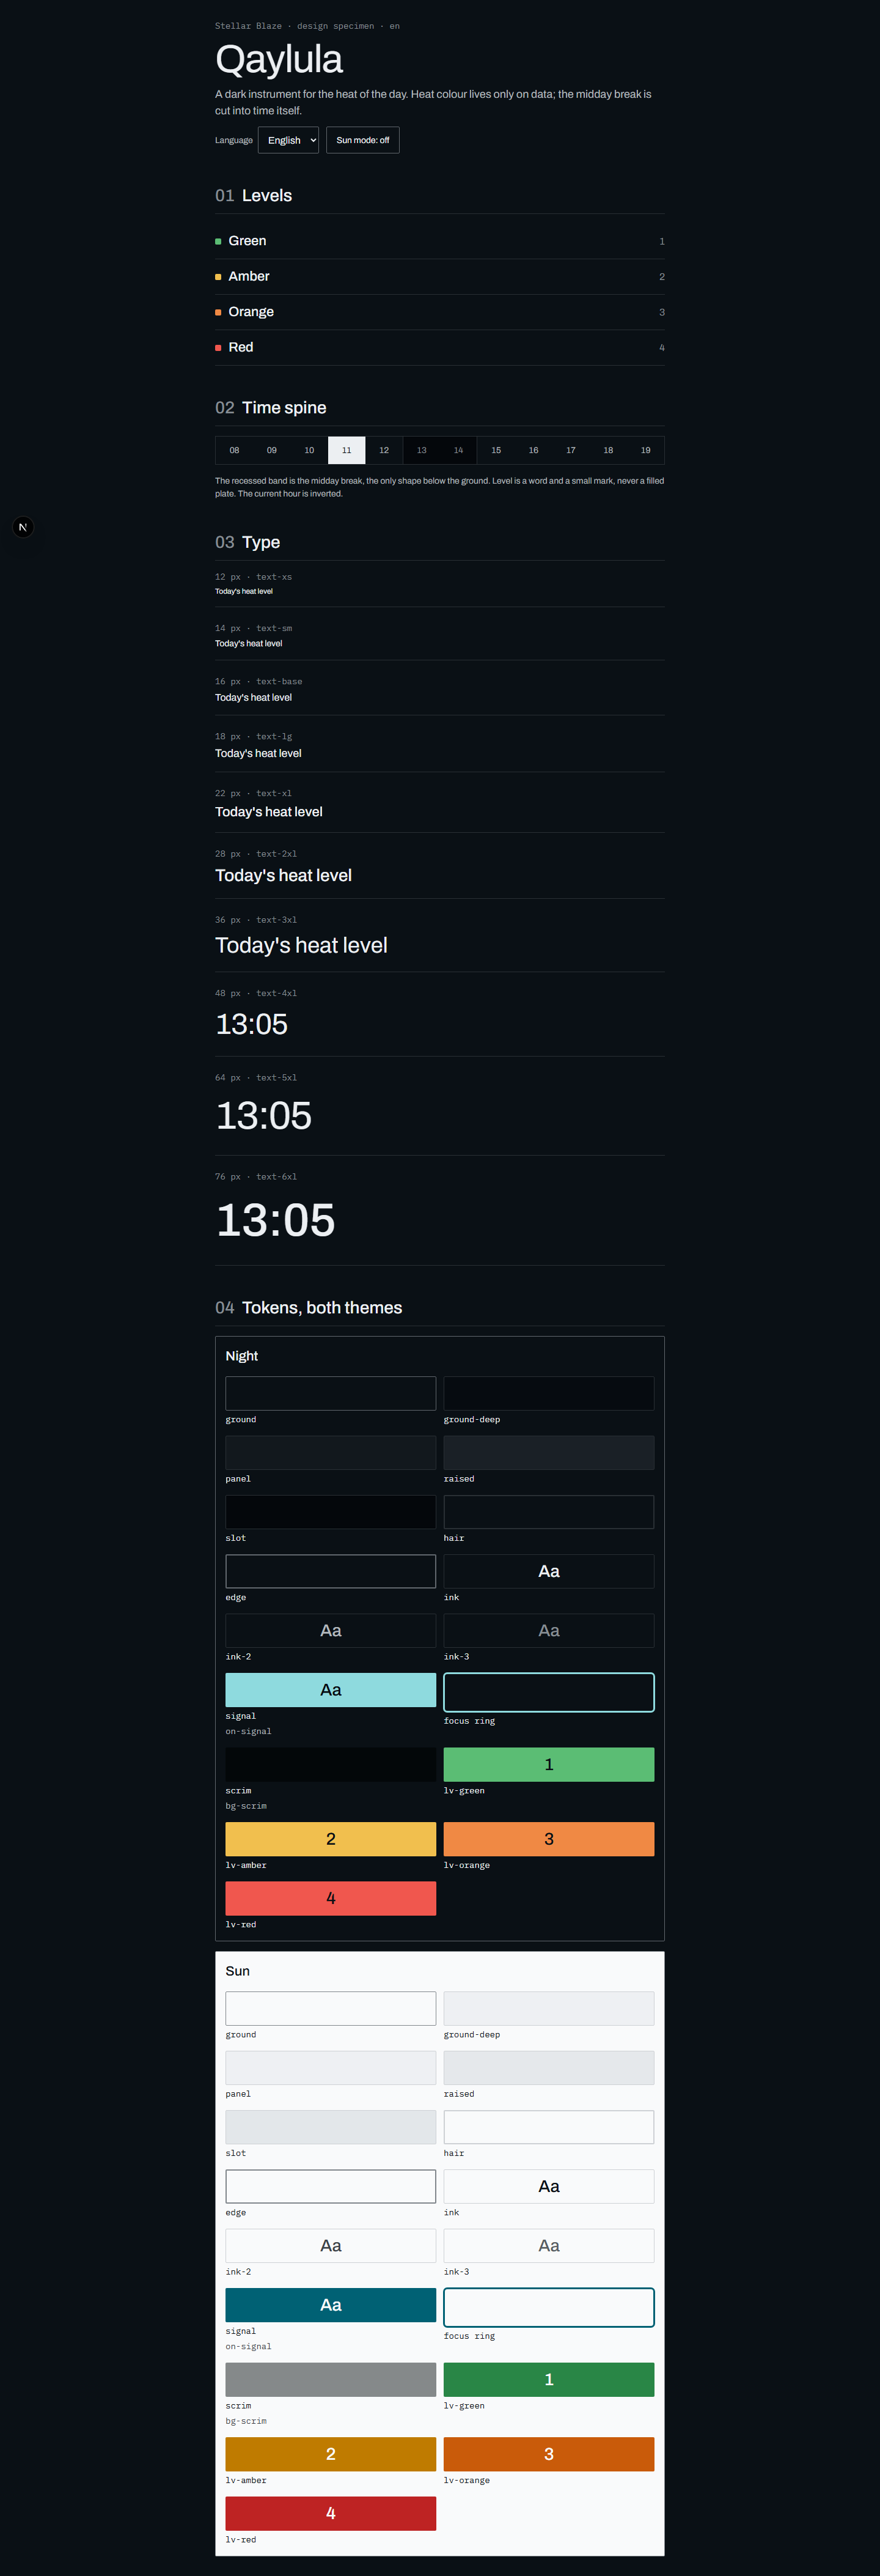 Stellar Blaze · design specimen · en
Qaylula
A dark instrument for the heat of the day. Heat colour lives only on data; the midday break is
cut into time itself.
Language English Sun mode: off
01 Levels
Green 1
Amber 2
Orange 3
Red 4
02 Time spine
08 09 10 11 12 13 14 15 16 17 18 19
The recessed band is the midday break, the only shape below the ground. Level is a word and a small mark, never a filled
plate. The current hour is inverted.
N
03 Type
12 px · text-xs
Today's heat level
14 px · text-sm
Today's heat level
16 px · text-base
Today's heat level
18 px · text-lg
Today's heat level
22 px · text-xl
Today's heat level
28 px · text-2xl
Today's heat level
36 px · text-3xl
Today's heat level
48 px · text-4xl
13:05
64 px · text-5xl
13:05
76 px · text-6xl
13:05
04 Tokens, both themes
Night
ground ground-deep
panel raised
slot hair
Aa
edge ink
Aa Aa
ink-2 ink-3
Aa
signal focus ring
on-signal
1
scrim lv-green
bg-scrim
2 3
lv-amber lv-orange
4
lv-red
Sun
ground ground-deep
panel raised
slot hair
Aa
edge ink
Aa Aa
ink-2 ink-3
Aa
signal focus ring
on-signal
1
scrim lv-green
bg-scrim
2 3
lv-amber lv-orange
4
lv-red